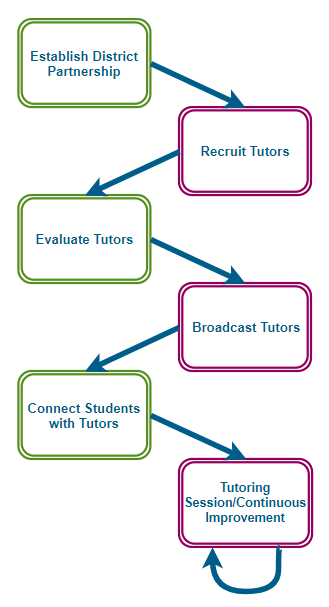 Establish District
Partnership
Recruit Tutors
Evaluate Tutors
Broadcast Tutors
Connect Students
with Tutors
Tutoring
Session/Continuous
Improvement